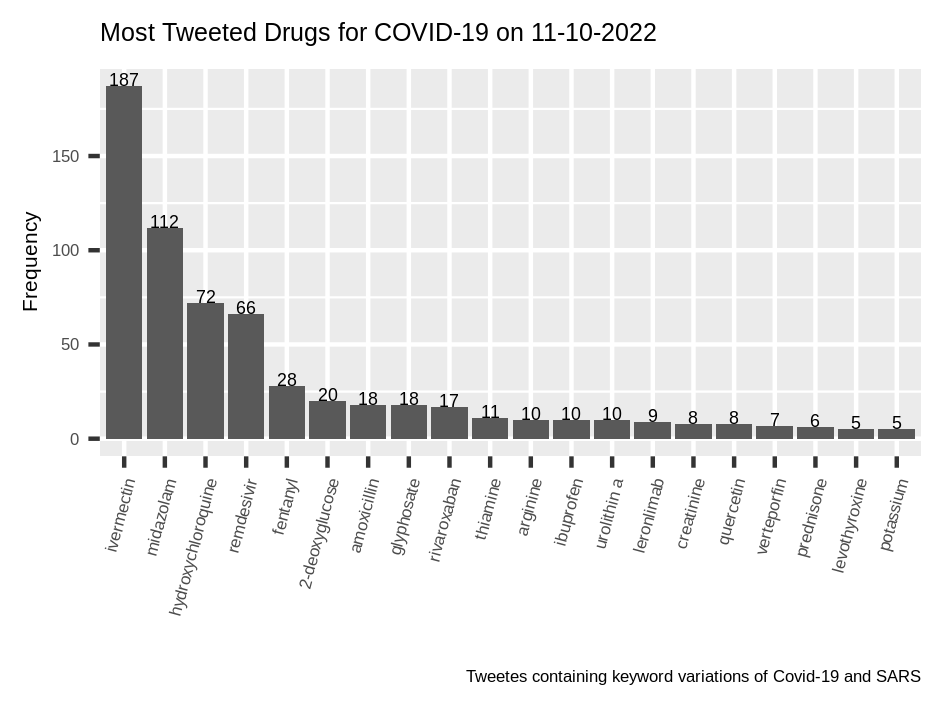 Most Tweeted Drugs for COVID-19 on 11-10-2022
Frequency
150
100
50
0
187
112
72
66
28
20
18
18
17
11
10
10
10
9
8
8
7
6
5
5
ivermectin
midazolam
hydroxychloroquine
remdesivir
fentanyl
2-deoxyglucose
amoxicillin
glyphosate
rivaroxaban
thiamine
arginine
ibuprofen
urolithin a
leronlimab
creatinine
quercetin
verteporfin
prednisone
levothyroxine
potassium
Tweetes containing keyword variations of Covid-19 and SARS